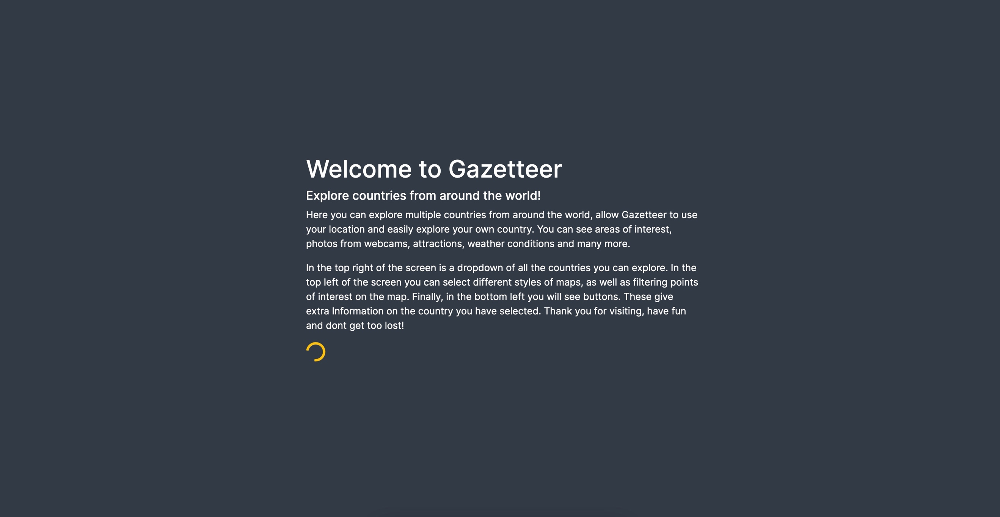 Welcome to Gazetteer
Explore countries from around the world!
Here you can explore multiple countries from around the world, allow Gazetteer to use
your location and easily explore your own country. You can see areas of interest,
photos from webcams, attractions, weather conditions and many more.
In the top right of the screen is a dropdown of all the countries you can explore. In the
top left of the screen you can select different styles of maps, as well as filtering points
of interest on the map. Finally, in the bottom left you will see buttons. These give
extra Information on the country you have selected. Thank you for visiting, have fun
and dont get too lost!